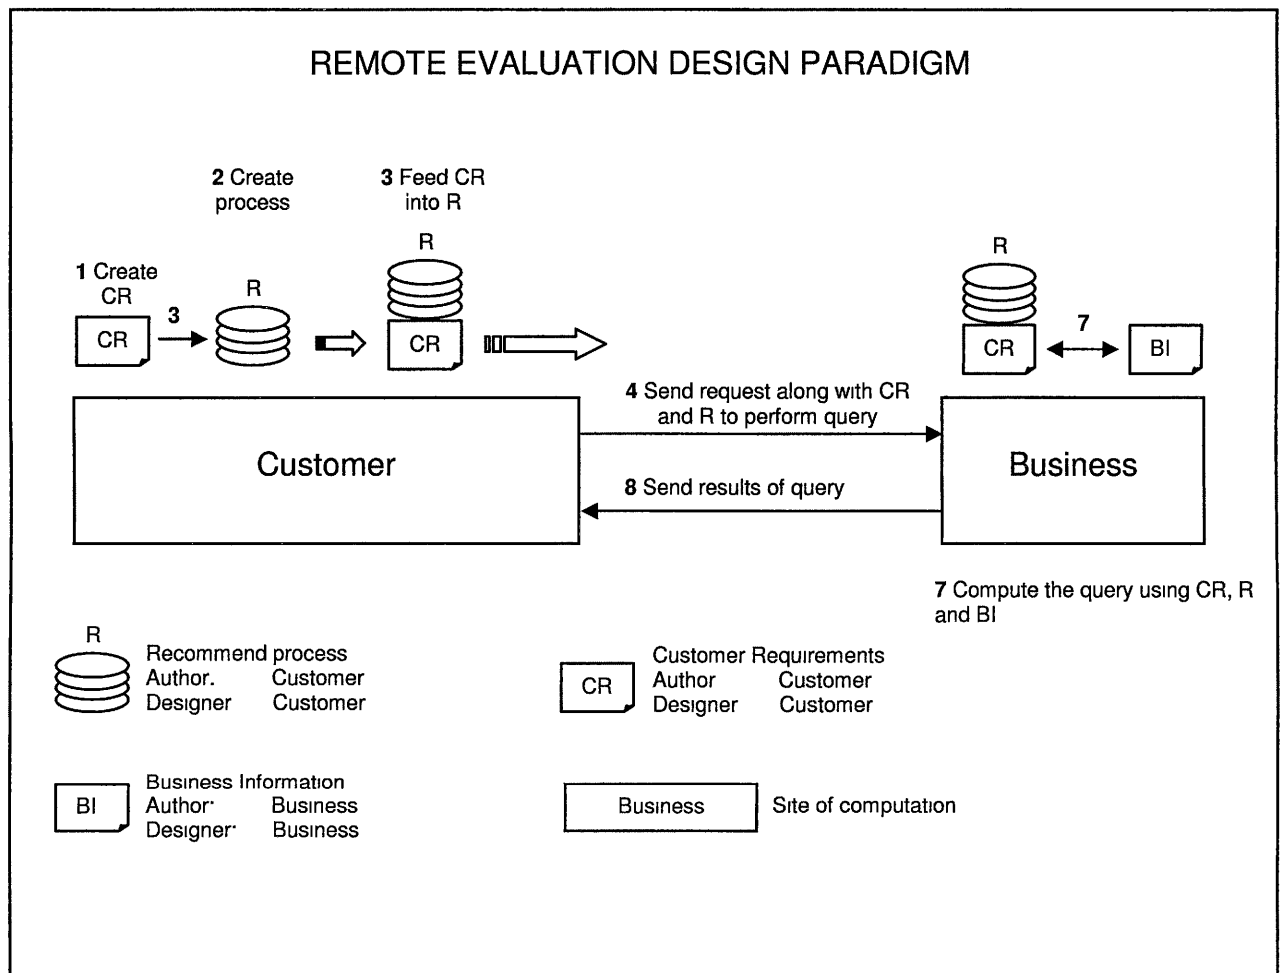 REMOTE EVALUATION DESIGN PARADIGM
2 Create
process
3 Feed CR
into R
R
R
1 Create
CR
R
3
7
CR
CR
CR
BI
4 Send request along with CR
and R to perform query
Customer
Business
8 Send results of query
7 Compute the query using CR, R
and BI
R
Recommend process
Author. Customer
Designer Customer
CR
Customer Requirements
Author Customer
Designer Customer
BI
Business Information
Author· Business
Designer· Business
Business
Site of computation